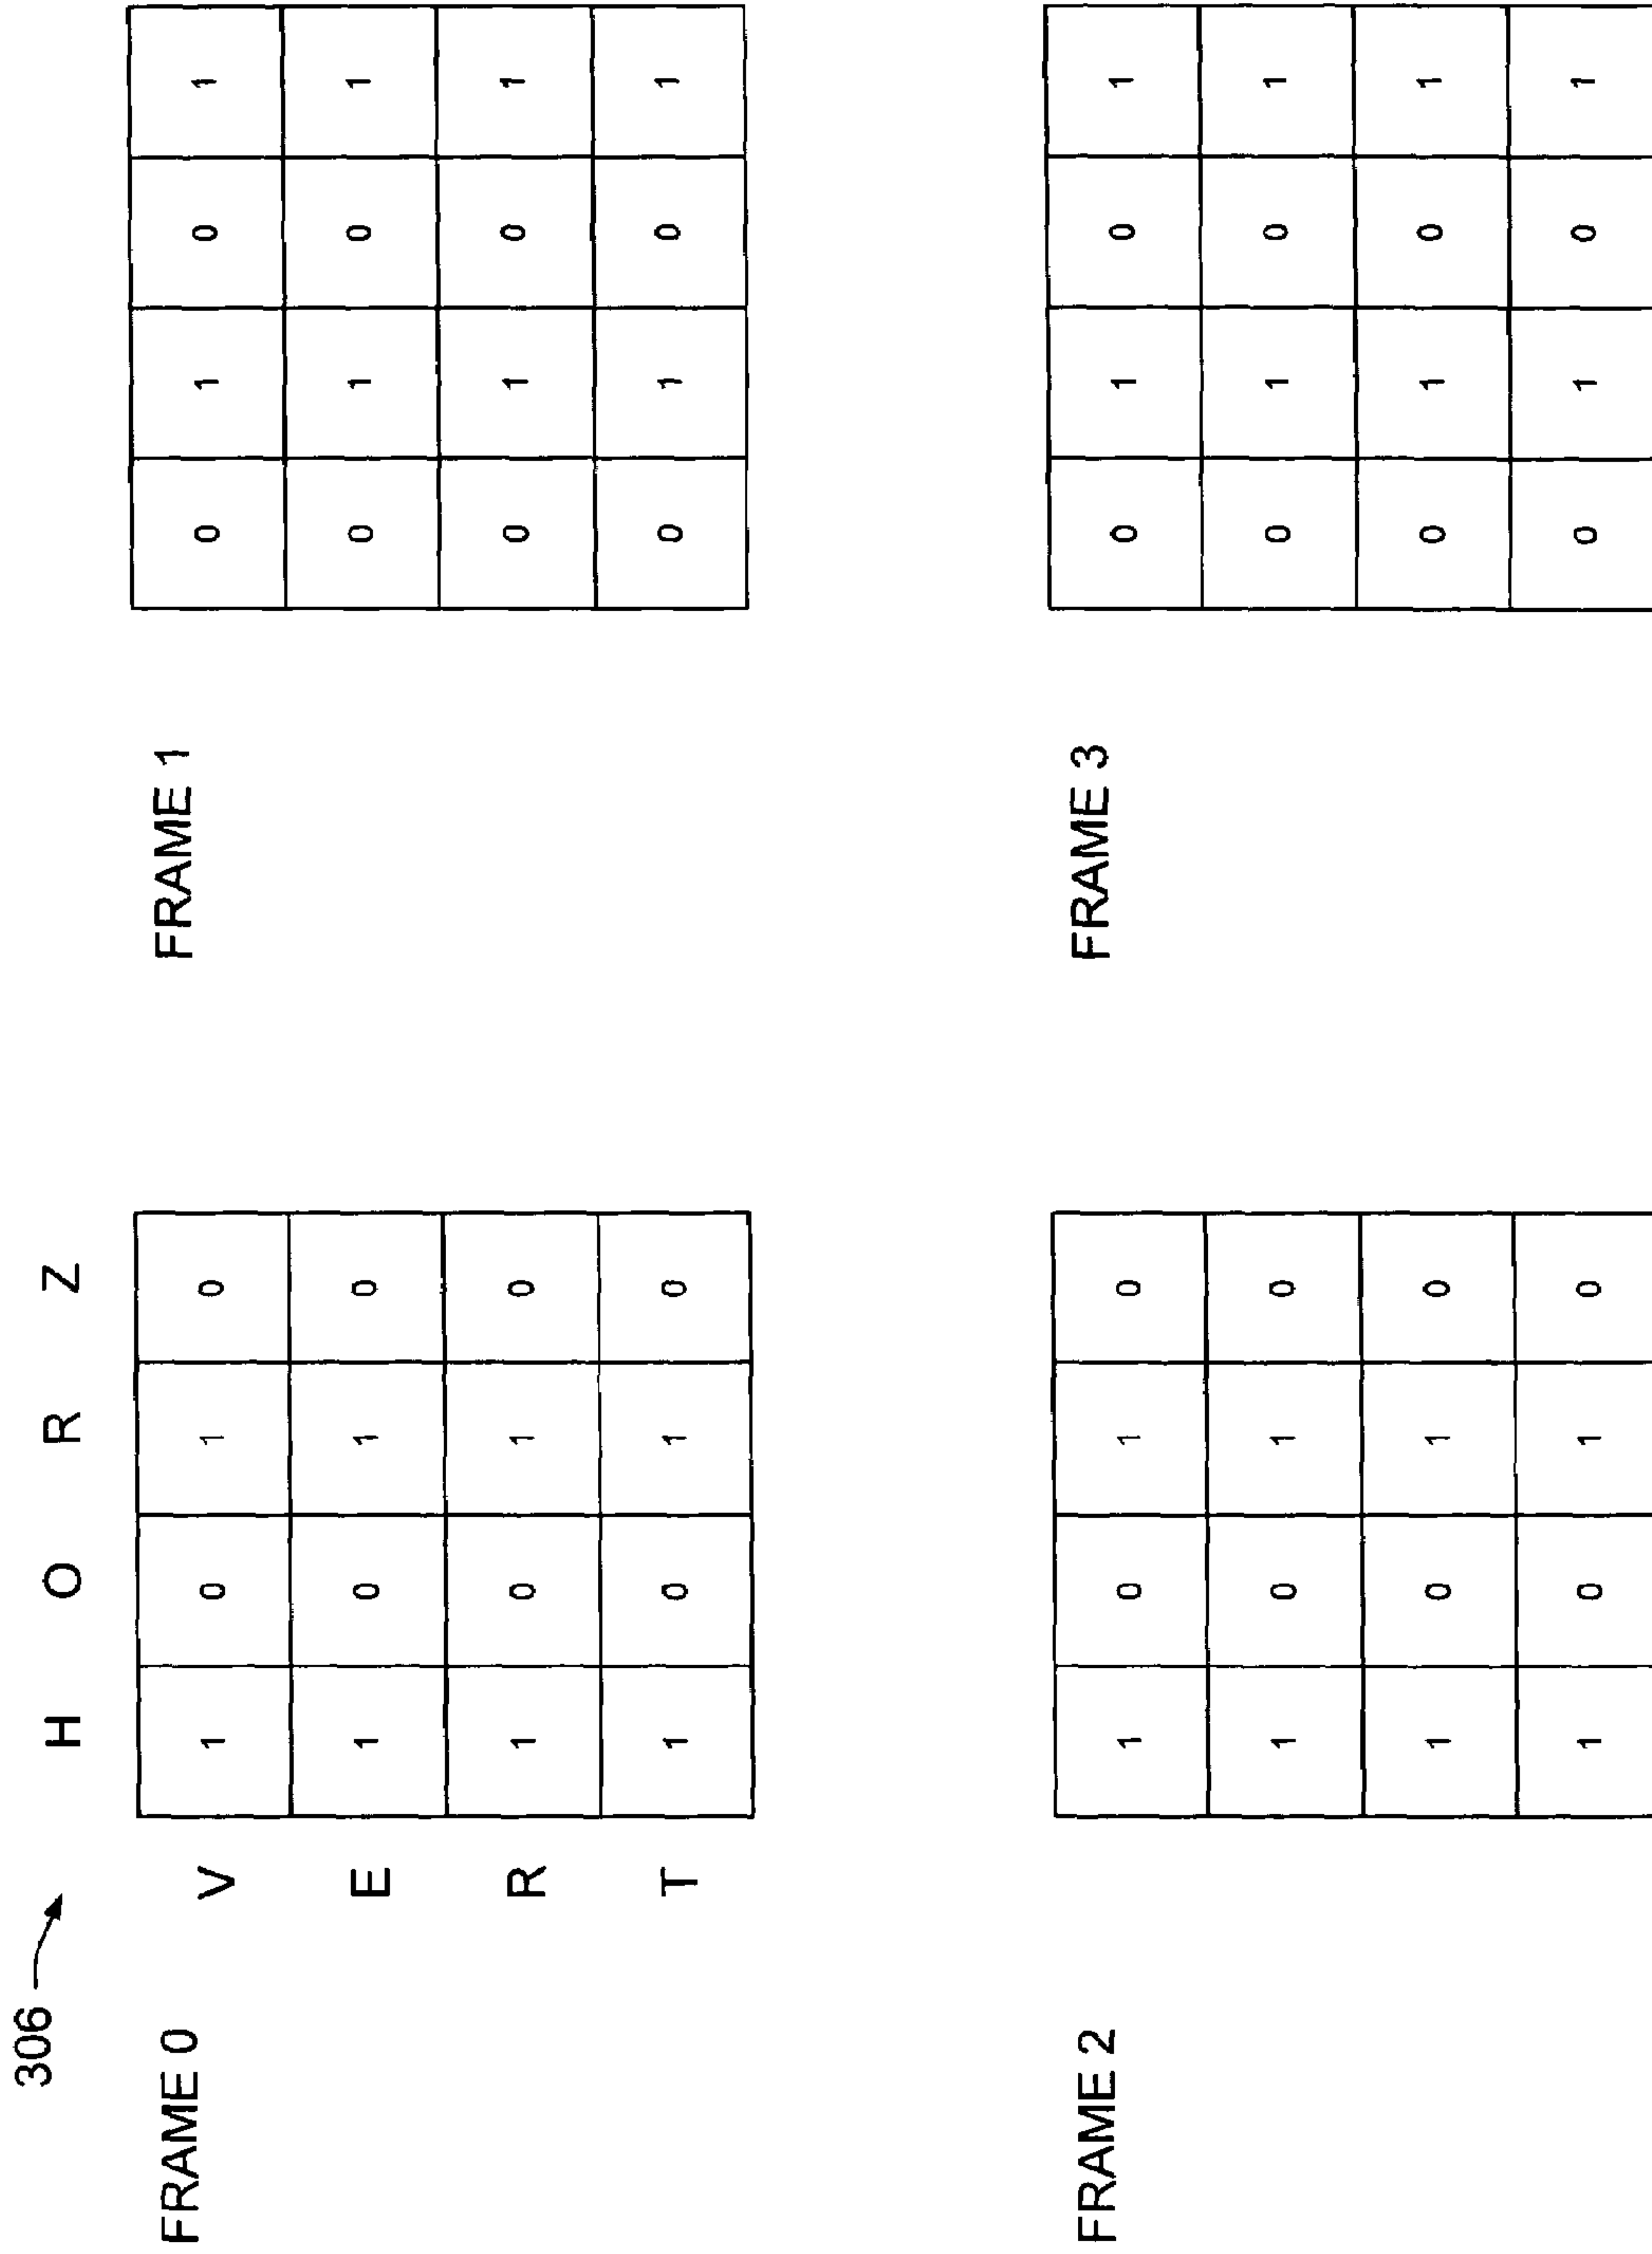 306
H O R Z
FRAME 0 V 1 0 1 0 FRAME 1 0 1 0 1
E 1 0 1 0 0 1 0 1
R 1 0 1 0 0 1 0 1
T 1 0 1 0 0 1 0 1
FRAME 2 1 0 1 0 FRAME 3 0 1 0 1
1 0 1 0 0 1 0 1
1 0 1 0 0 1 0 1
1 0 1 0 0 1 0 1